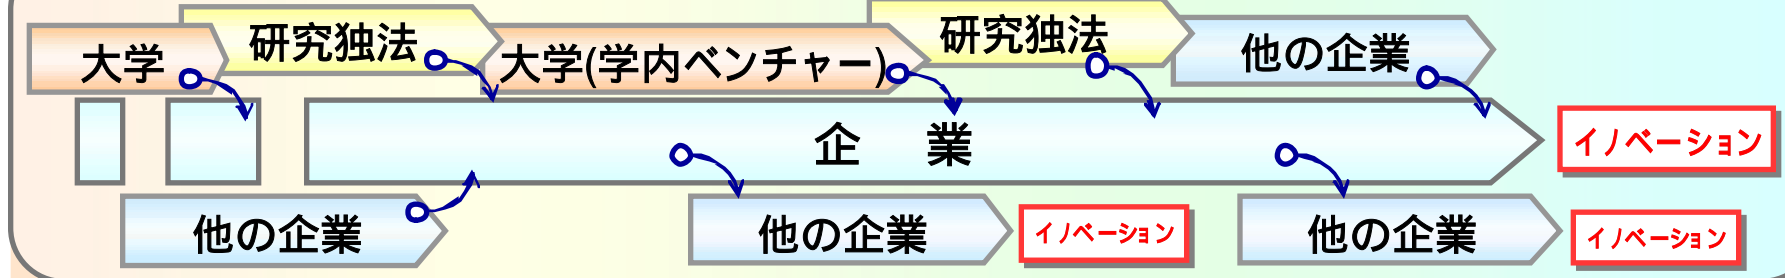 大学
研究独法
大学(学内ベンチャー)
研究独法
他の企業
企　業
イノベーション
他の企業
他の企業
イノベーション
他の企業
イノベーション